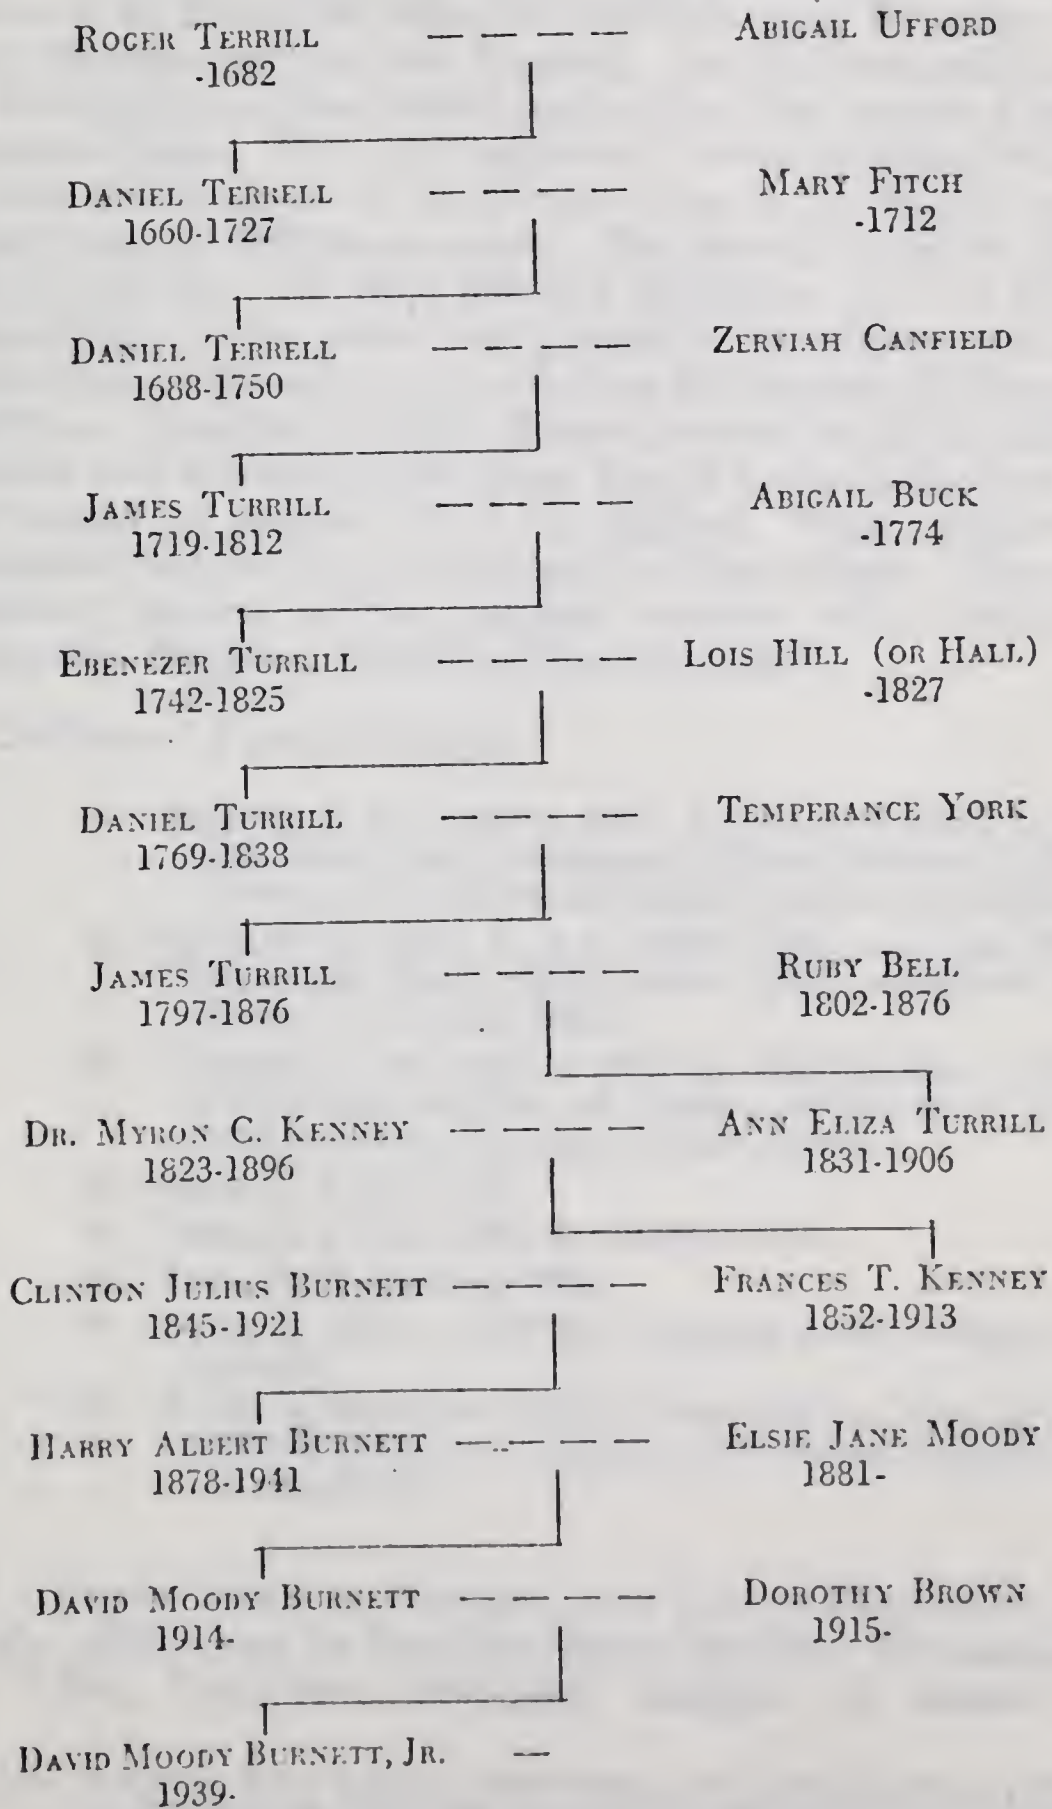 ROGER TERRILL — — — — ABIGAIL UFFORD
-1682
DANIEL TERRELL — — — — MARY FITCH
1660-1727 -1712
DANIEL TERRELL — — — — ZERVIAH CANFIELD
1688-1750
JAMES TURRILL — — — — ABIGAIL BUCK
1719-1812 -1774
EBENEZER TURRILL — — — — LOIS HILL (OR HALL)
1742-1825 -1827
DANIEL TURRILL — — — — TEMPERANCE YORK
1769-1838
JAMES TURRILL — — — — RUBY BELL
1797-1876 1802-1876
DR. MYRON C. KENNEY — — — — ANN ELIZA TURRILL
1823-1896 1831-1906
CLINTON JULIUS BURNETT — — — — FRANCES T. KENNEY
1845-1921 1852-1913
HARRY ALBERT BURNETT — — — — ELSIE JANE MOODY
1878-1941 1881-
DAVID MOODY BURNETT — — — — DOROTHY BROWN
1914- 1915-
DAVID MOODY BURNETT, JR. —
1939-